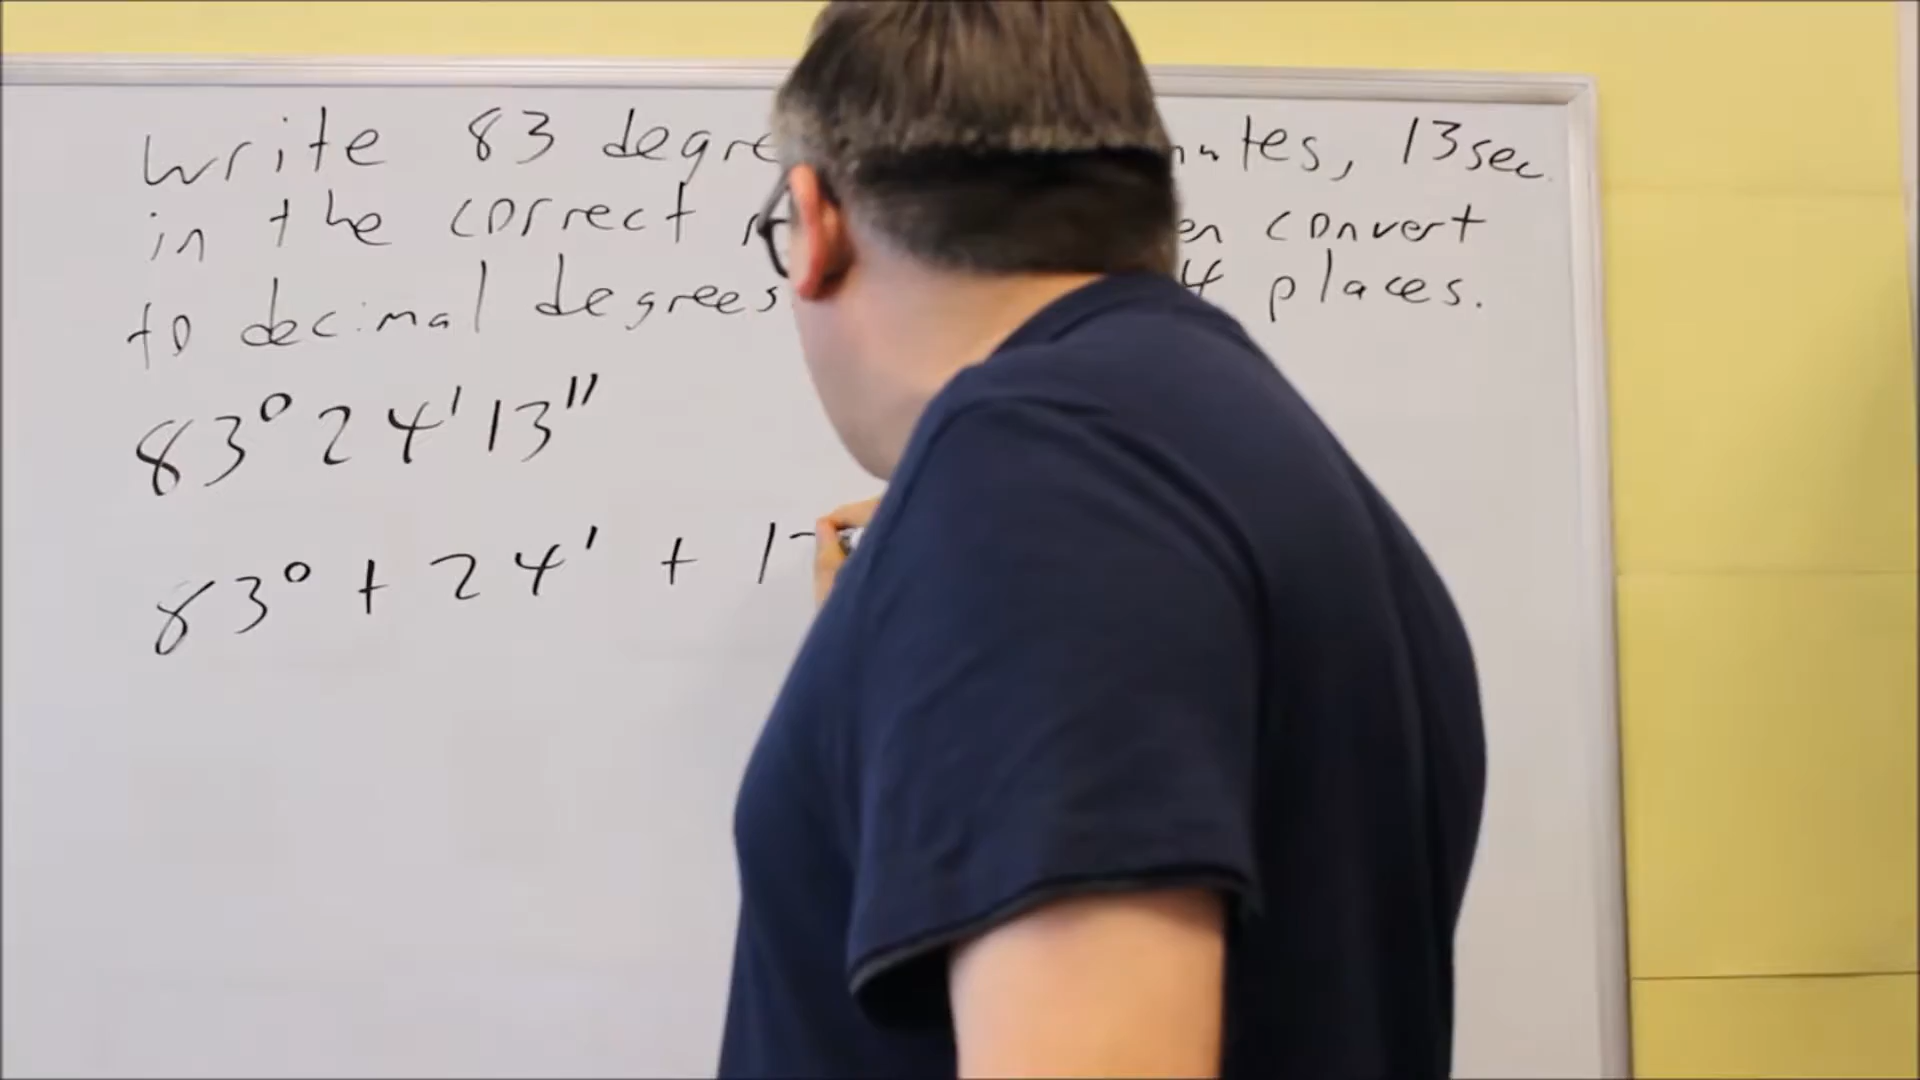 Write 83 degre nutes, 13sec.
in the correct en convert
to decimal degrees 4 places.
83° 24' 13"
83° + 24' + 1